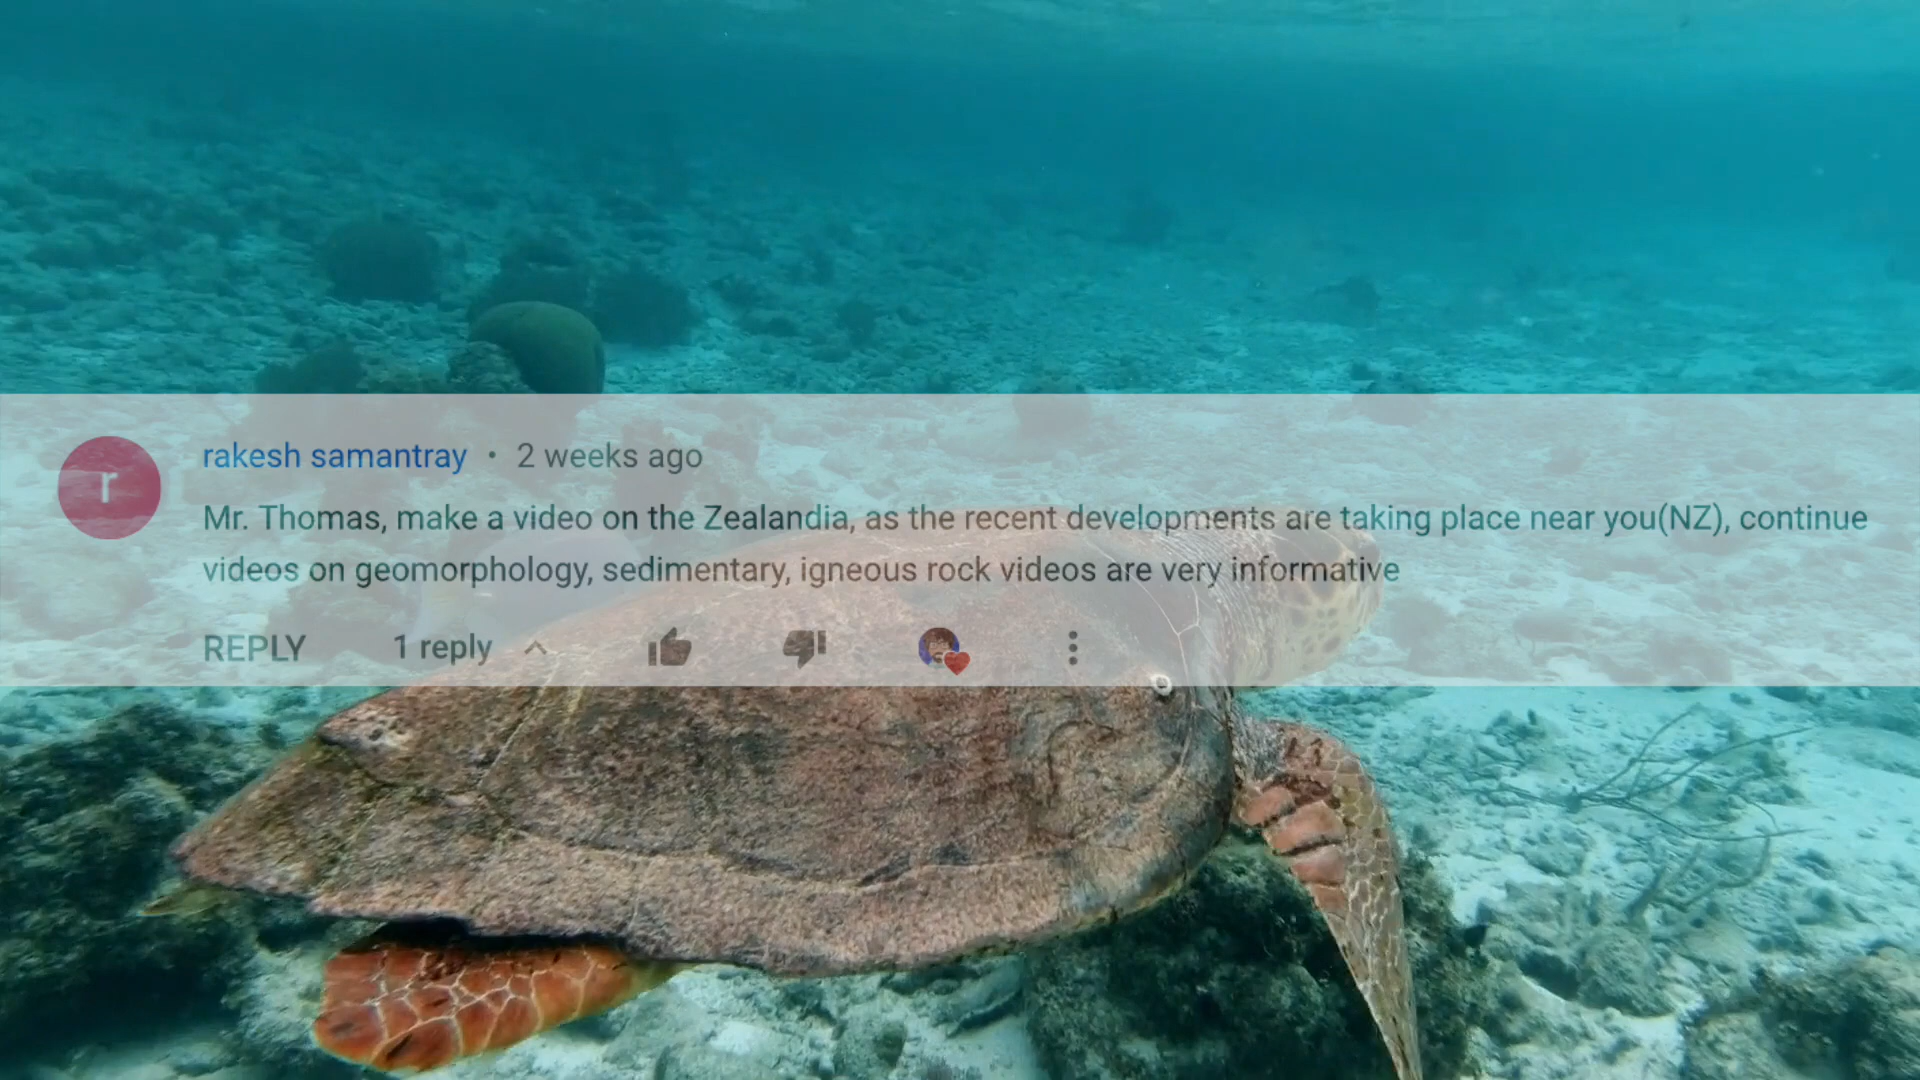 r
rakesh samantray • 2 weeks ago
Mr. Thomas, make a video on the Zealandia, as the recent developments are taking place near you(NZ), continue
videos on geomorphology, sedimentary, igneous rock videos are very informative
REPLY 1 reply